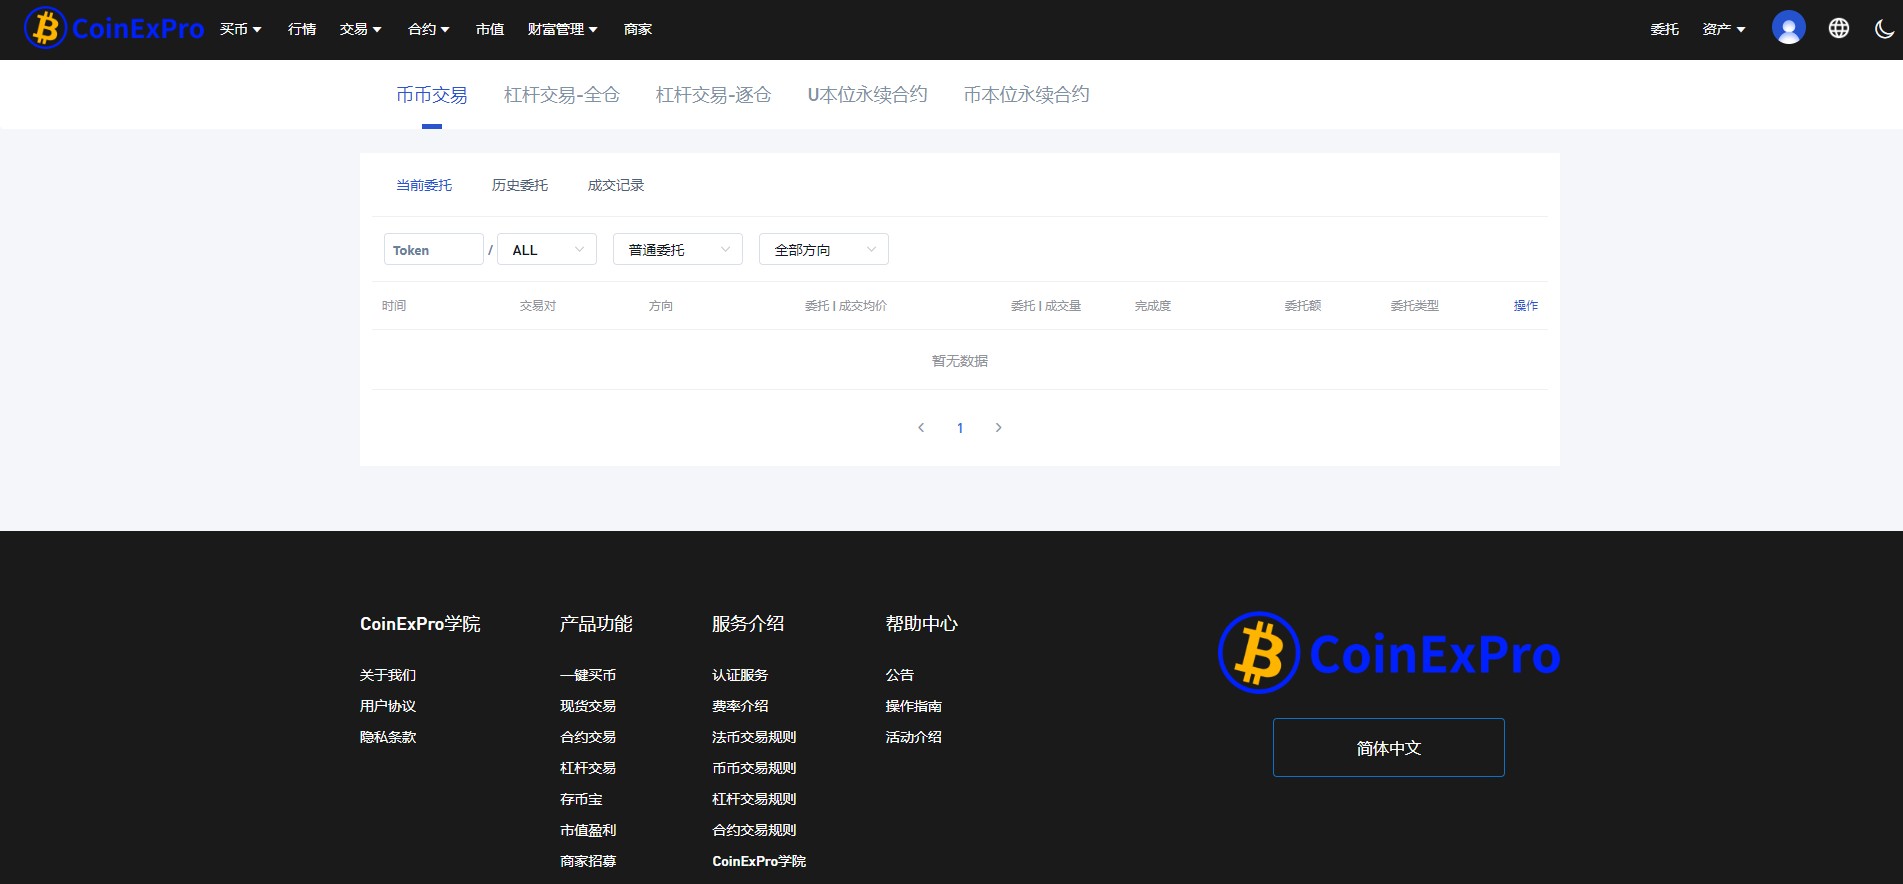 CoinExPro 买币 行情 交易 合约 市值 财富管理 商家 委托 资产
币币交易 杠杆交易-全仓 杠杆交易-逐仓 U本位永续合约 币本位永续合约
当前委托 历史委托 成交记录
Token / ALL 普通委托 全部方向
时间 交易对 方向 委托 | 成交均价 委托 | 成交量 完成度 委托额 委托类型 操作
暂无数据
1
CoinExPro学院 产品功能 服务介绍 帮助中心
关于我们 一键买币 认证服务 公告
用户协议 现货交易 费率介绍 操作指南
隐私条款 合约交易 法币交易规则 活动介绍
杠杆交易 币币交易规则
存币宝 杠杆交易规则
市值盈利 合约交易规则
商家招募 CoinExPro学院
CoinExPro
简体中文